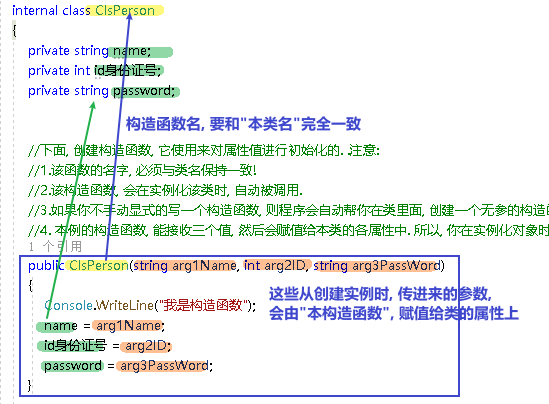 internal class ClsPerson
{
private string name;
private int id身份证号;
private string password;
构造函数名, 要和"本类名"完全一致
//下面, 创建构造函数, 它使用来对属性值进行初始化的. .注意:
//1.该函数的名字, 必须与类名保持一致!
//2.该构造函数, 会在实例化该类时, 自动被调用.
//3.如果你不手动显式的写一个构造函数, 则程序会自动帮你在类里面, 创建一个无参的构造
//4. 本例的构造函数, 能接收三个值, 然后会赋值给本类的各属性中. 所以, 你在实例化对象时
1 个引用
public ClsPerson(string arg1Name, int arg2ID, string arg3PassWord)
{
Console.WriteLine("我是构造函数");
name = arg1Name;
id身份证号 = arg2ID;
password = arg3PassWord;
}
这些从创建实例时, 传进来的参数,
会由"本构造函数", 赋值给类的属性上